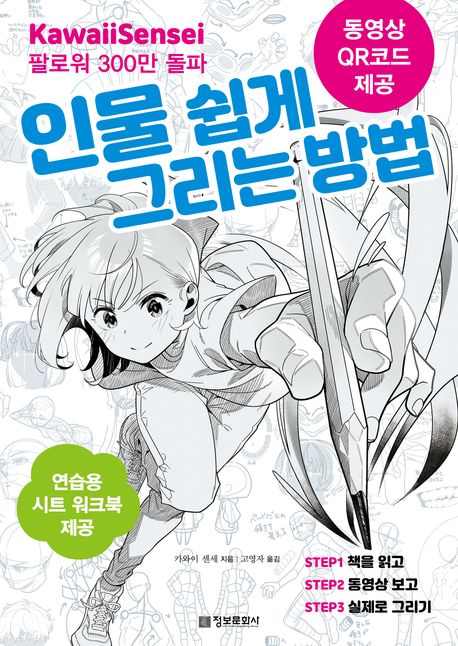 KawaiiSensei
팔로워 300만 돌파
동영상
QR코드
제공
인물 쉽게
그리는 방법
연습용
시트 워크북
제공
카와이 센세 지음 | 고영자 옮김
STEP1 책을 읽고
STEP2 동영상 보고
STEP3 실제로 그리기
정보문화사